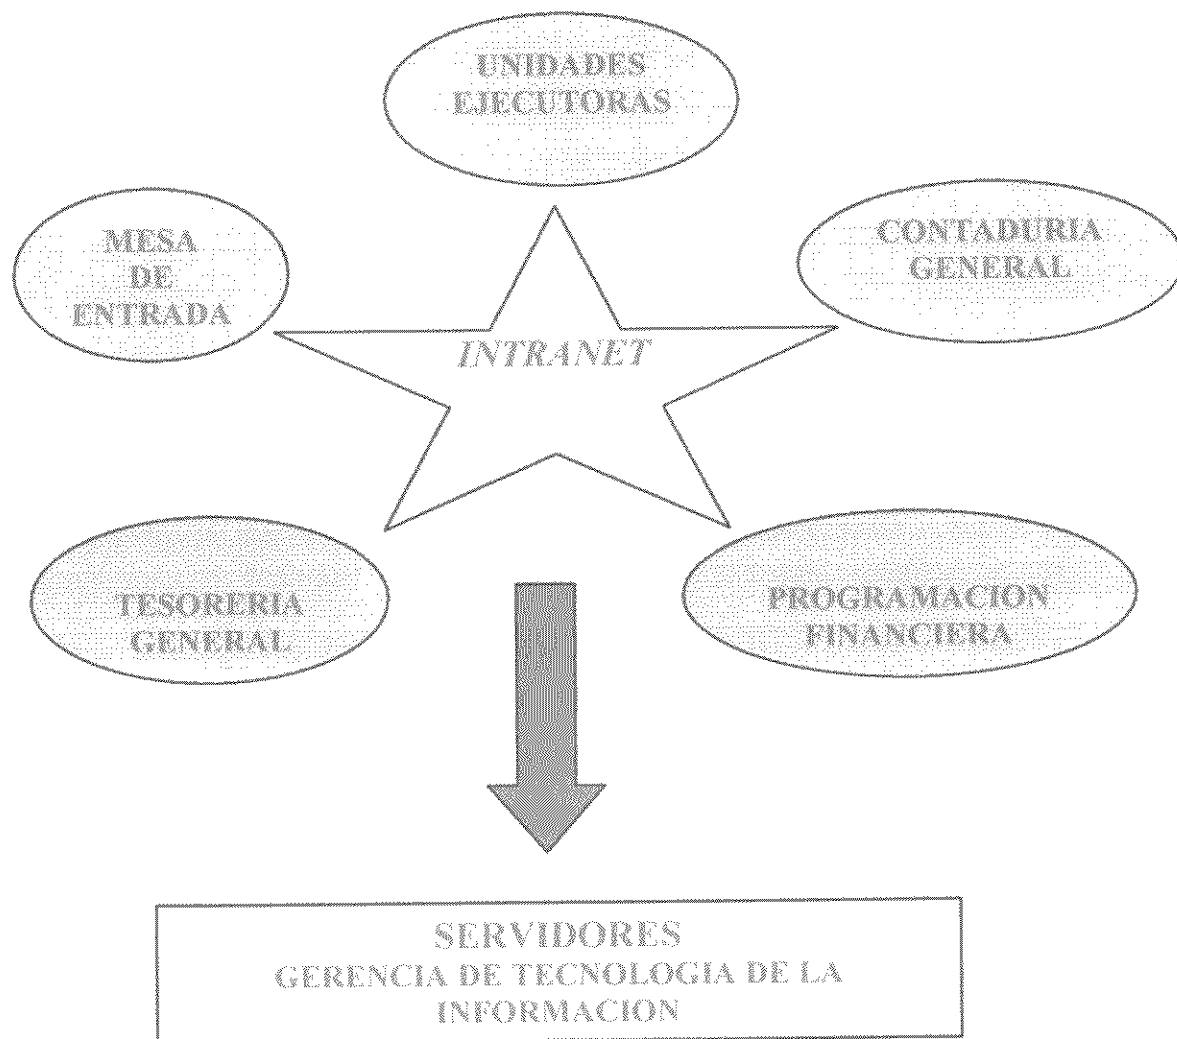 UNIDADES
EJECUTORAS
MESA
DE
ENTRADA
CONTADURIA
GENERAL
INTRANET
TESORERIA
GENERAL
PROGRAMACION
FINANCIERA
SERVIDORES
GERENCIA DE TECNOLOGIA DE LA
INFORMACION